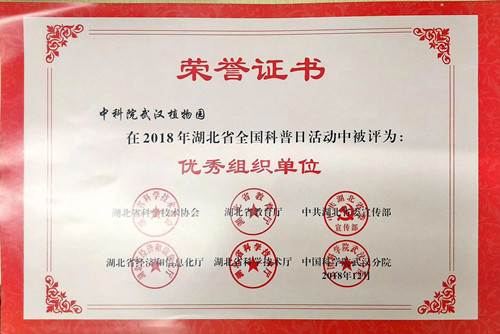 荣誉证书
中科院武汉植物园
在2018年湖北省全国科普日活动中被评为：
优秀组织单位
湖北省科学技术协会 湖北省教育厅 中共湖北省委宣传部
湖北省经济和信息化厅 湖北省科学技术厅 中国科学院武汉分院
2018年12月